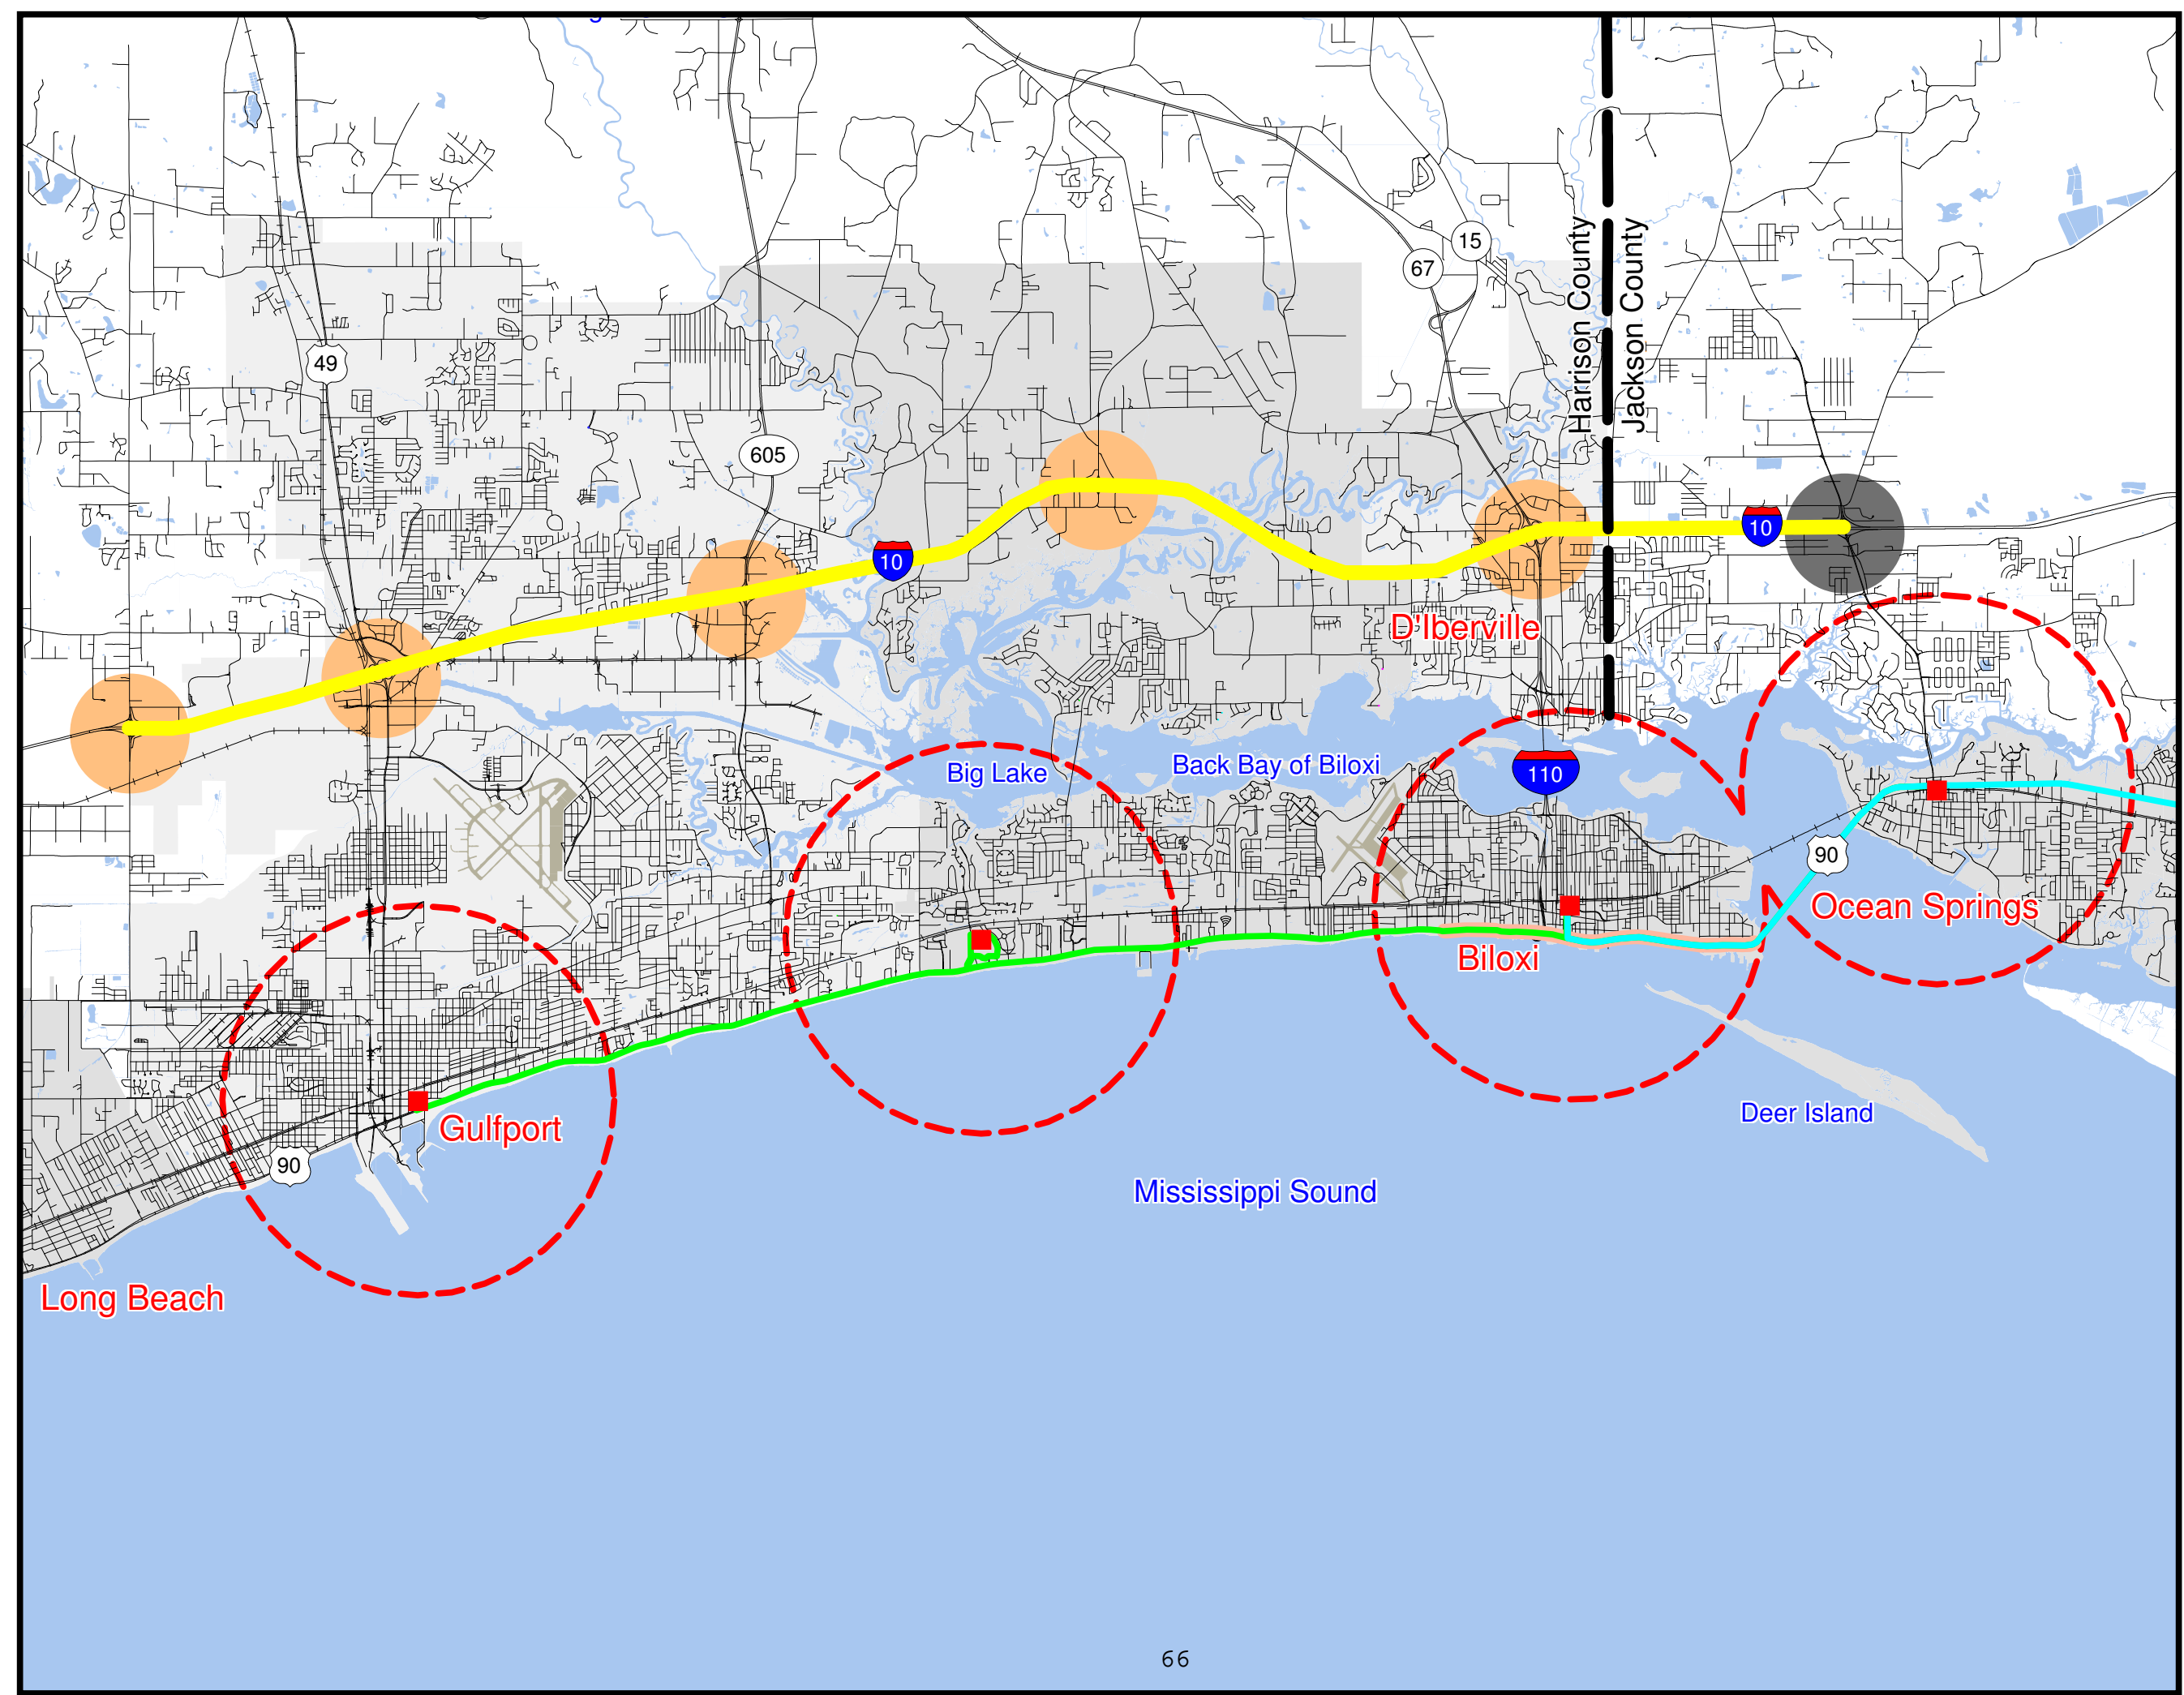 15
67
Harrison County
Jackson County
49
605
10
10
D'Iberville
Big Lake
Back Bay of Biloxi
110
90
Ocean Springs
Biloxi
Gulfport
Deer Island
90
Mississippi Sound
Long Beach
66